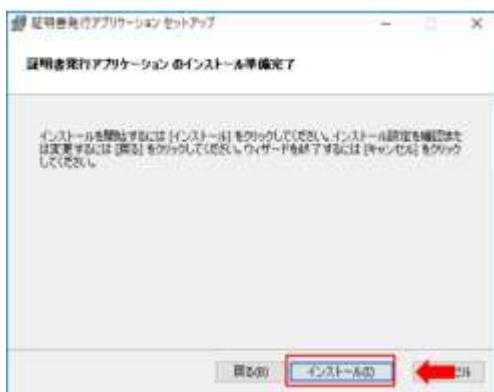 証明書発行アプリケーション セットアップ
証明書発行アプリケーション のインストール準備完了
インストールを開始するには [インストール] をクリックしてください。インストール設定を確認また
は変更するには [戻る] をクリックしてください。ウィザードを終了するには [キャンセル] をクリック
してください。
戻る(B)
インストール(I)
セル